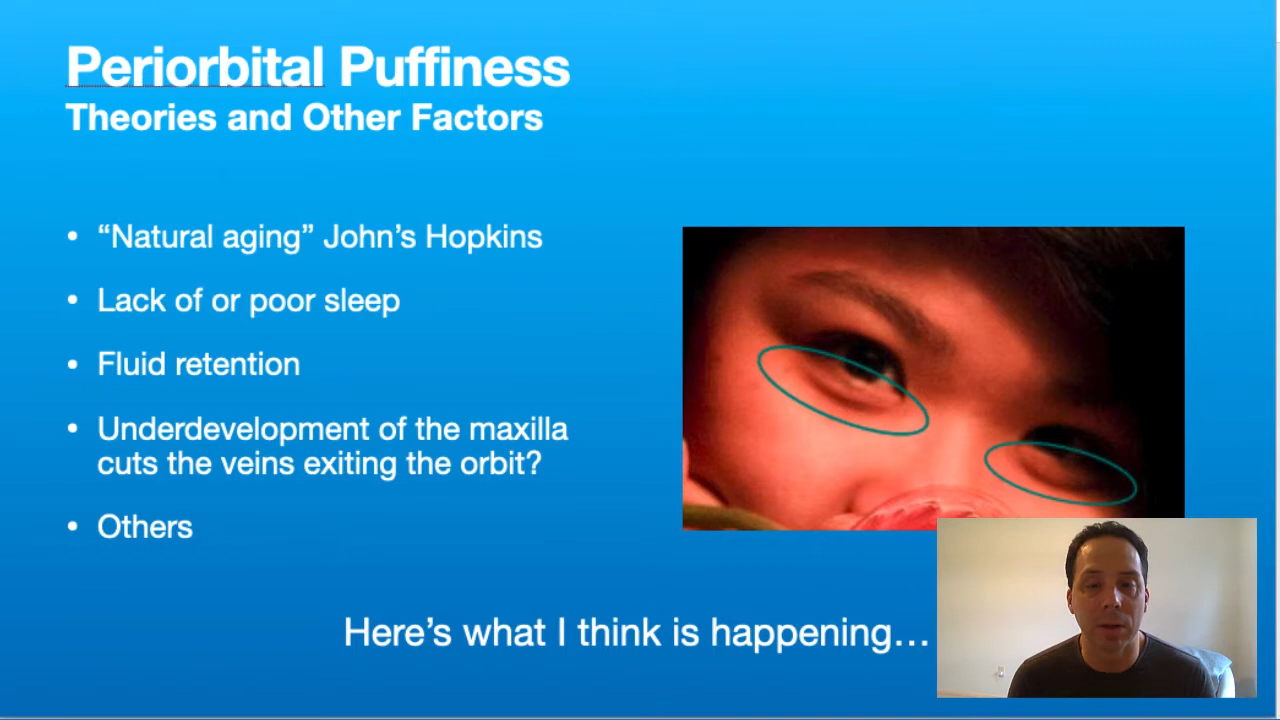 Periorbital Puffiness
Theories and Other Factors
• “Natural aging” John’s Hopkins
• Lack of or poor sleep
• Fluid retention
• Underdevelopment of the maxilla
cuts the veins exiting the orbit?
• Others
Here’s what I think is happening…